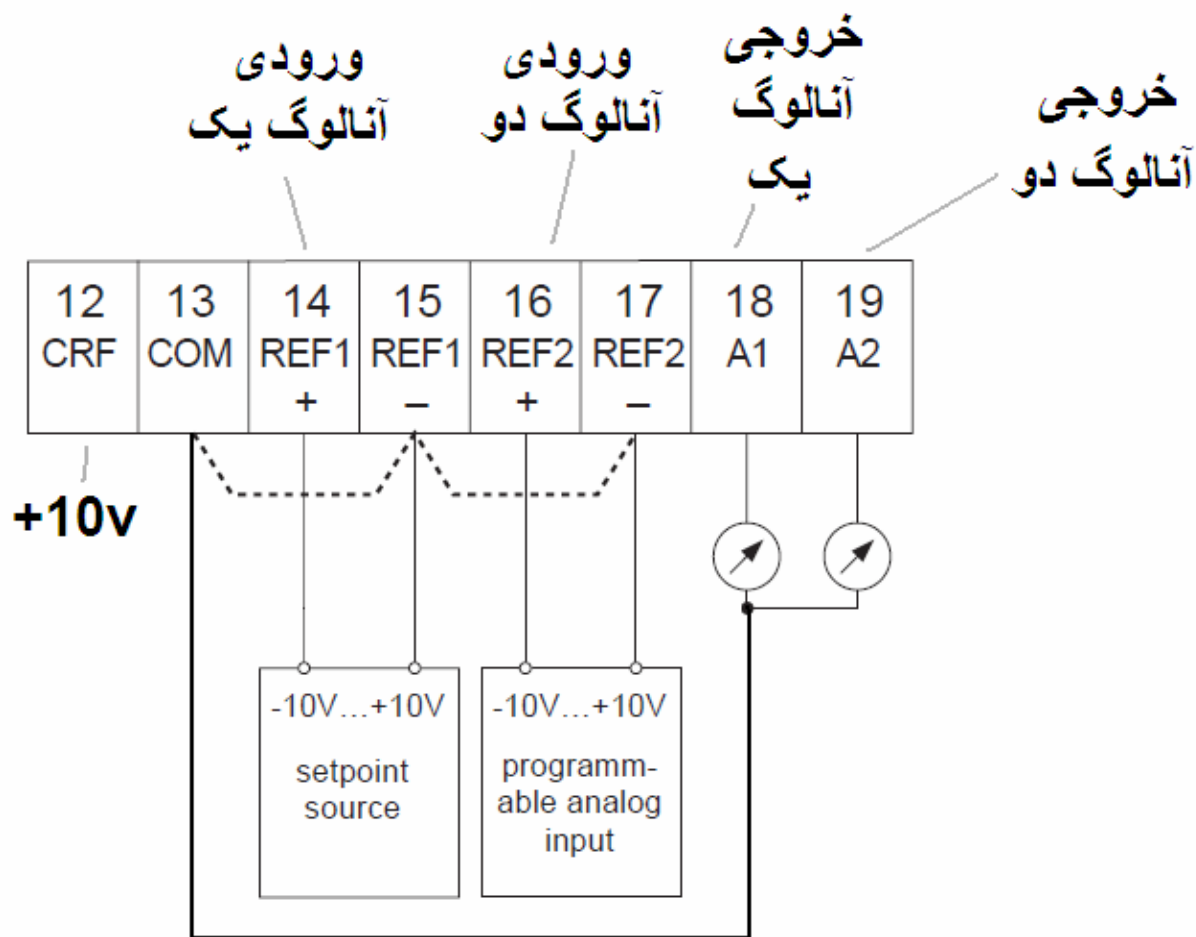 ورودی
آنالوگ یک
ورودی
آنالوگ دو
خروجی
آنالوگ
یک
خروجی
آنالوگ دو
12 13 14 15 16 17 18 19
CRF COM REF1 REF1 REF2 REF2 A1 A2
+ – + –
+10v
-10V...+10V
setpoint
source
-10V...+10V
programm-
able analog
input